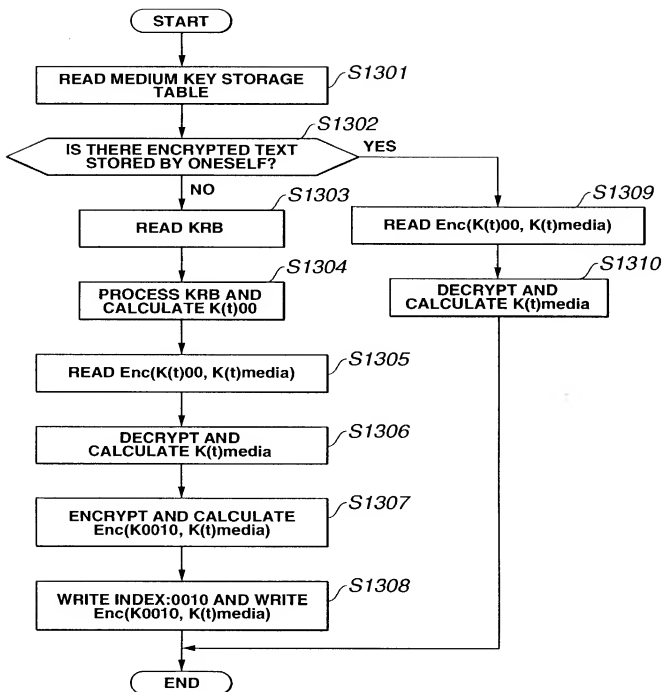 START
READ MEDIUM KEY STORAGE
TABLE
S1301
IS THERE ENCRYPTED TEXT
STORED BY ONESELF?
S1302
YES
NO
READ KRB
S1303
PROCESS KRB AND
CALCULATE K(t)00
S1304
READ Enc(K(t)00, K(t)media)
S1305
DECRYPT AND
CALCULATE K(t)media
S1306
ENCRYPT AND CALCULATE
Enc(K0010, K(t)media)
S1307
WRITE INDEX:0010 AND WRITE
Enc(K0010, K(t)media)
S1308
READ Enc(K(t)00, K(t)media)
S1309
DECRYPT AND
CALCULATE K(t)media
S1310
END